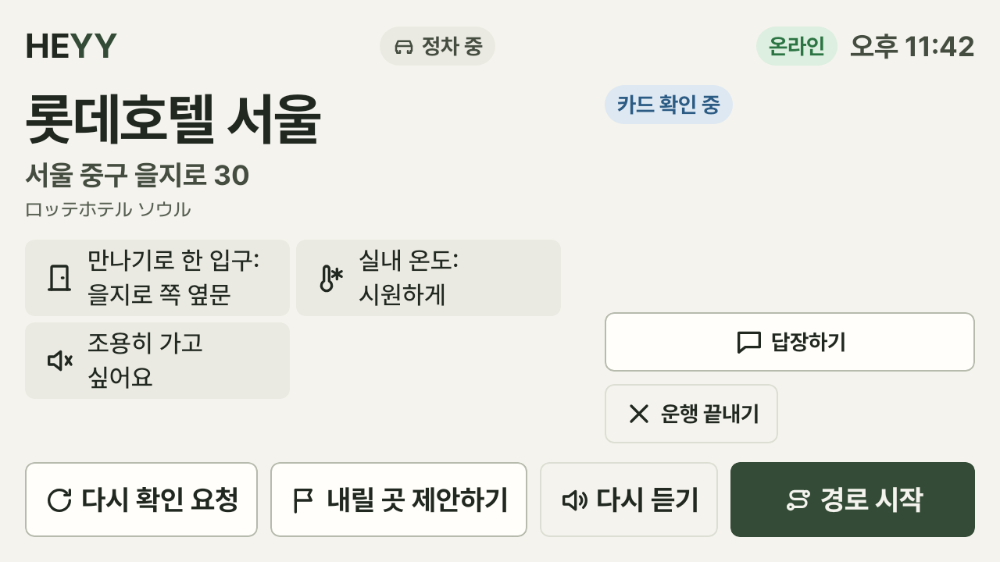 HEYY
정차 중
온라인
오후 11:42
롯데호텔 서울
카드 확인 중
서울 중구 을지로 30
ロッテホテル ソウル
만나기로 한 입구:
을지로 쪽 옆문
실내 온도:
시원하게
조용히 가고
싶어요
답장하기
운행 끝내기
다시 확인 요청
내릴 곳 제안하기
다시 듣기
경로 시작